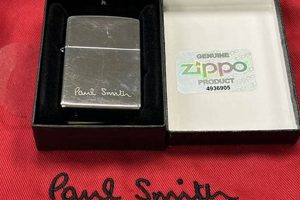 Paul Smith
GENUINE
zippo
PRODUCT
4936905
Paul Smith